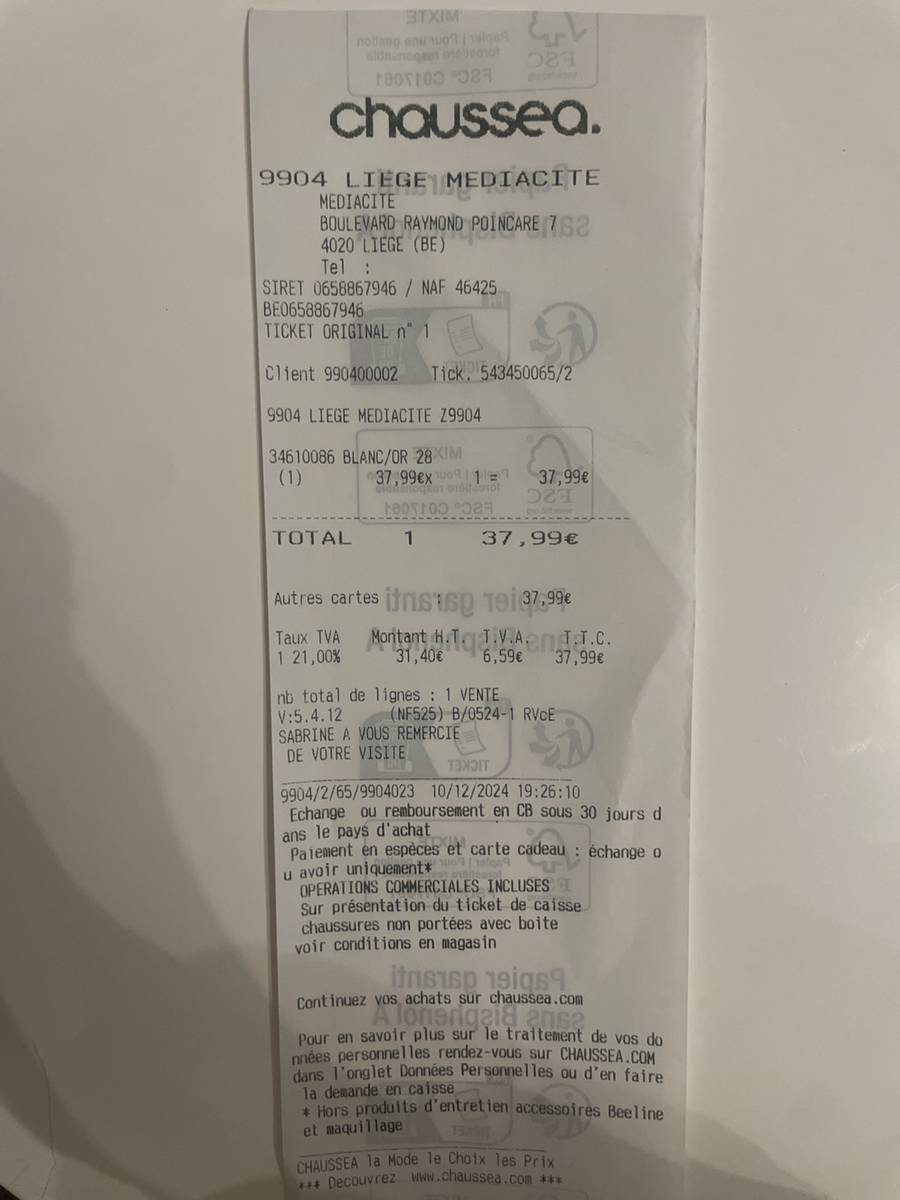 chaussea.
9904 LIEGE MEDIACITE
MEDIACITE
BOULEVARD RAYMOND POINCARE 7
4020 LIEGE (BE)
Tel :
SIRET 0658867946 / NAF 46425
BE0658867946
TICKET ORIGINAL n° 1
Client 990400002 Tick. 543450065/2
9904 LIEGE MEDIACITE Z9904
34610086 BLANC/OR 28
(1) 37,99€x 1 = 37,99€
TOTAL 1 37,99€
Autres cartes : 37,99€
Taux TVA Montant H.T. T.V.A. T.T.C.
1 21,00% 31,40€ 6,59€ 37,99€
nb total de lignes : 1 VENTE
V:5.4.12 (NF525) B/0524-1 RVcE
SABRINE A VOUS REMERCIE
DE VOTRE VISITE
9904/2/65/9904023 10/12/2024 19:26:10
Echange ou remboursement en CB sous 30 jours d
ans le pays d'achat
Paiement en espèces et carte cadeau : échange o
u avoir uniquement*
OPERATIONS COMMERCIALES INCLUSES
Sur présentation du ticket de caisse
chaussures non portées avec boite
voir conditions en magasin
Continuez vos achats sur chaussea.com
Pour en savoir plus sur le traitement de vos do
nnées personnelles rendez-vous sur CHAUSSEA.COM
dans l'onglet Données Personnelles ou d'en faire
la demande en caisse
* Hors produits d'entretien accessoires Beeline
et maquillage
CHAUSSEA la Mode le Choix les Prix
*** Decouvrez www.chaussea.com ***